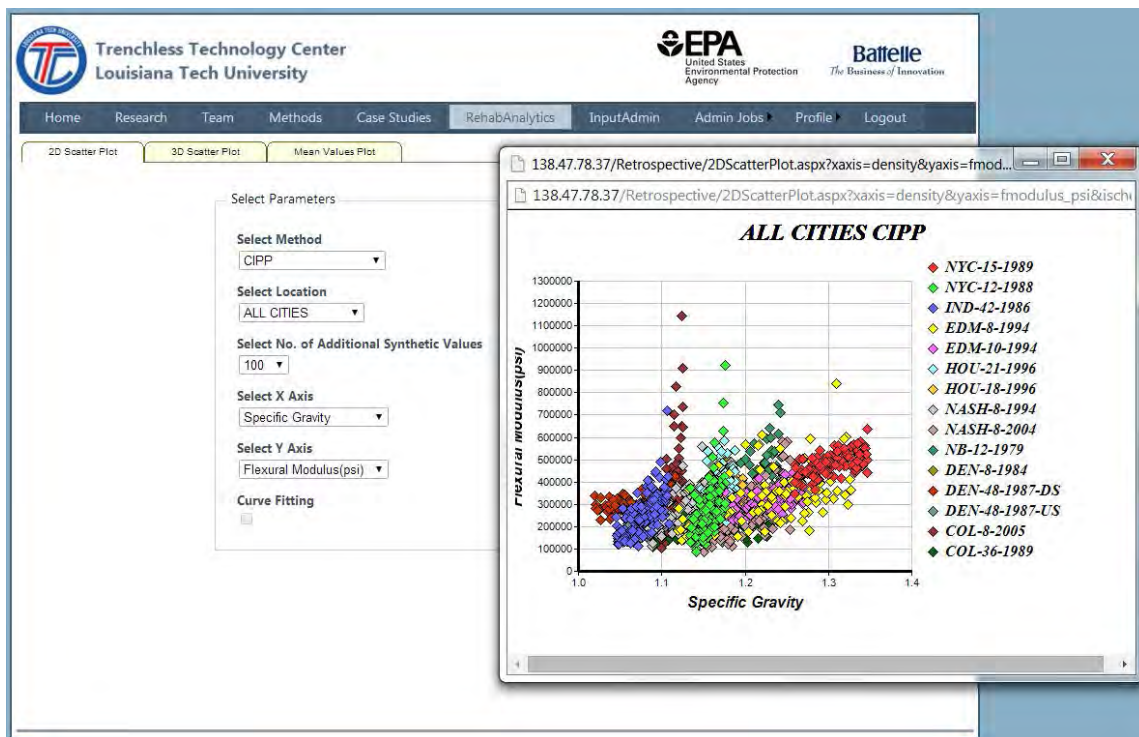 Trenchless Technology Center
Louisiana Tech University
LOUISIANA TECH UNIVERSITY
EPA
United States
Environmental Protection
Agency
Battelle
The Business of Innovation
Home Research Team Methods Case Studies RehabAnalytics InputAdmin Admin Jobs Profile Logout
2D Scatter Plot 3D Scatter Plot Mean Values Plot
Select Parameters
Select Method
CIPP
Select Location
ALL CITIES
Select No. of Additional Synthetic Values
100
Select X Axis
Specific Gravity
Select Y Axis
Flexural Modulus(psi)
Curve Fitting
138.47.78.37/Retrospective/2DScatterPlot.aspx?xaxis=density&yaxis=fmod...
138.47.78.37/Retrospective/2DScatterPlot.aspx?xaxis=density&yaxis=fmodulus_psi&ische
ALL CITIES CIPP
Flexural Modulus(psi)
1300000
1200000
1100000
1000000
900000
800000
700000
600000
500000
400000
300000
200000
100000
0
1.0 1.1 1.2 1.3 1.4
Specific Gravity
NYC-15-1989
NYC-12-1988
IND-42-1986
EDM-8-1994
EDM-10-1994
HOU-21-1996
HOU-18-1996
NASH-8-1994
NASH-8-2004
NB-12-1979
DEN-8-1984
DEN-48-1987-DS
DEN-48-1987-US
COL-8-2005
COL-36-1989